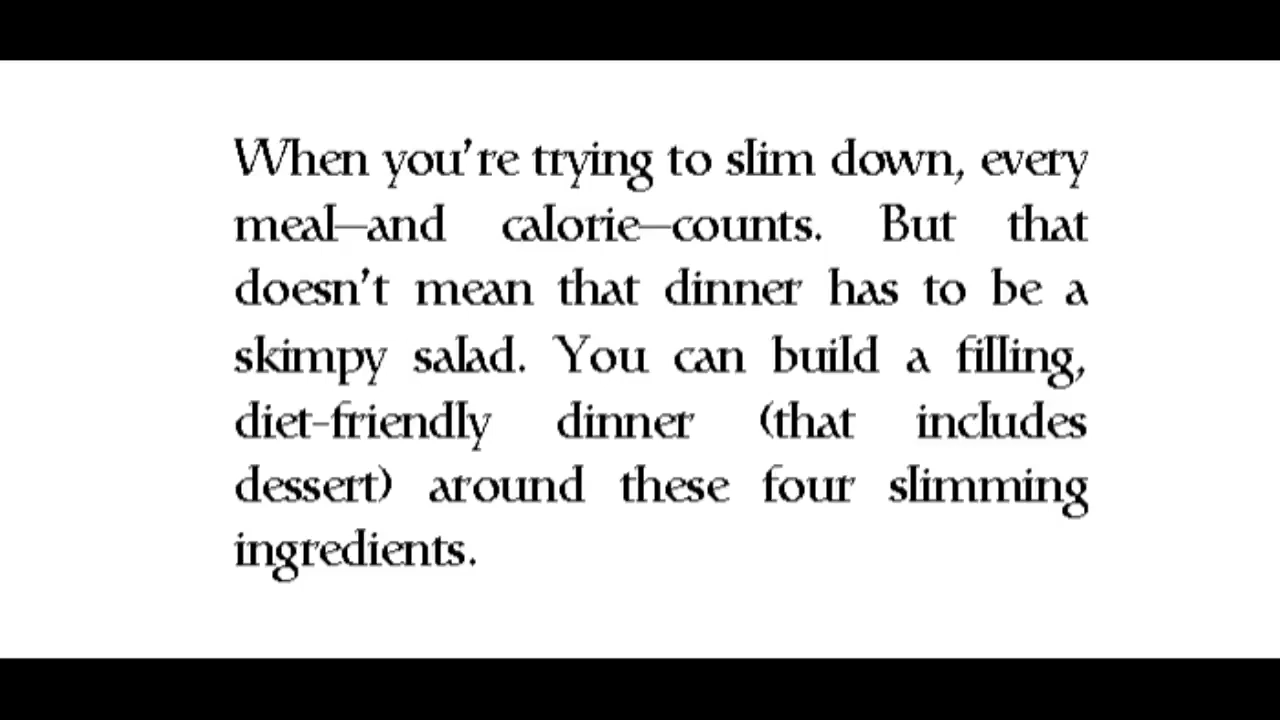 When you're trying to slim down, every
meal—and calorie—counts. But that
doesn't mean that dinner has to be a
skimpy salad. You can build a filling,
diet-friendly dinner (that includes
dessert) around these four slimming
ingredients.